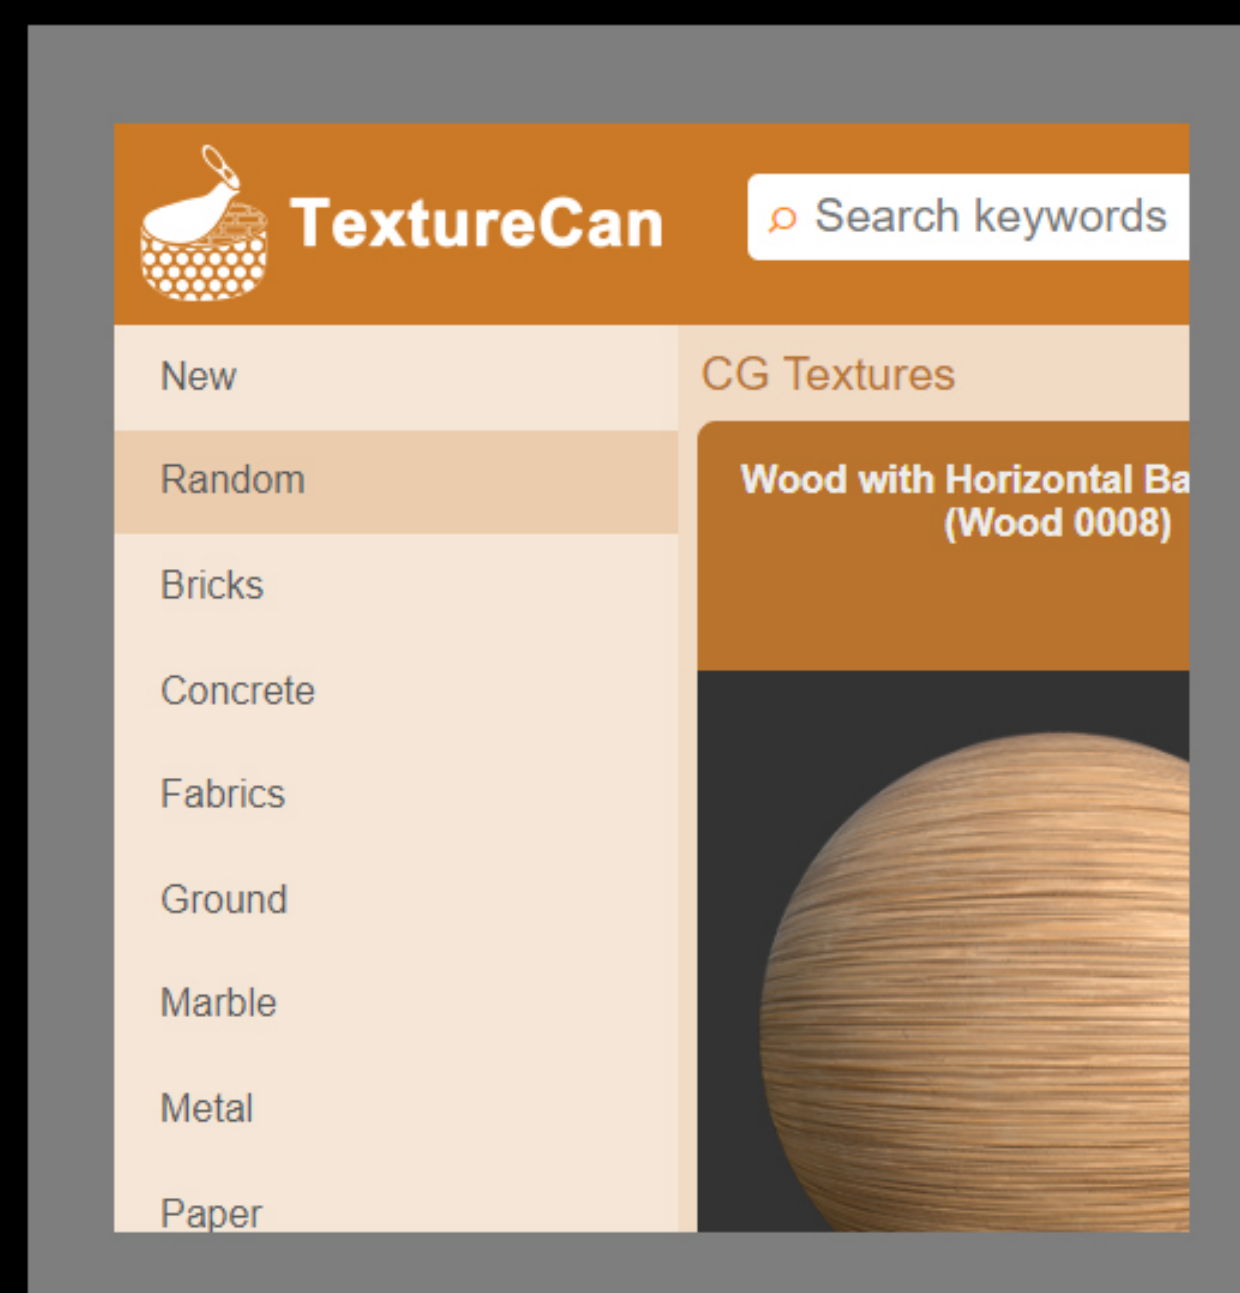 TextureCan
Search keywords
New
Random
Bricks
Concrete
Fabrics
Ground
Marble
Metal
Paper
CG Textures
Wood with Horizontal Ba
(Wood 0008)